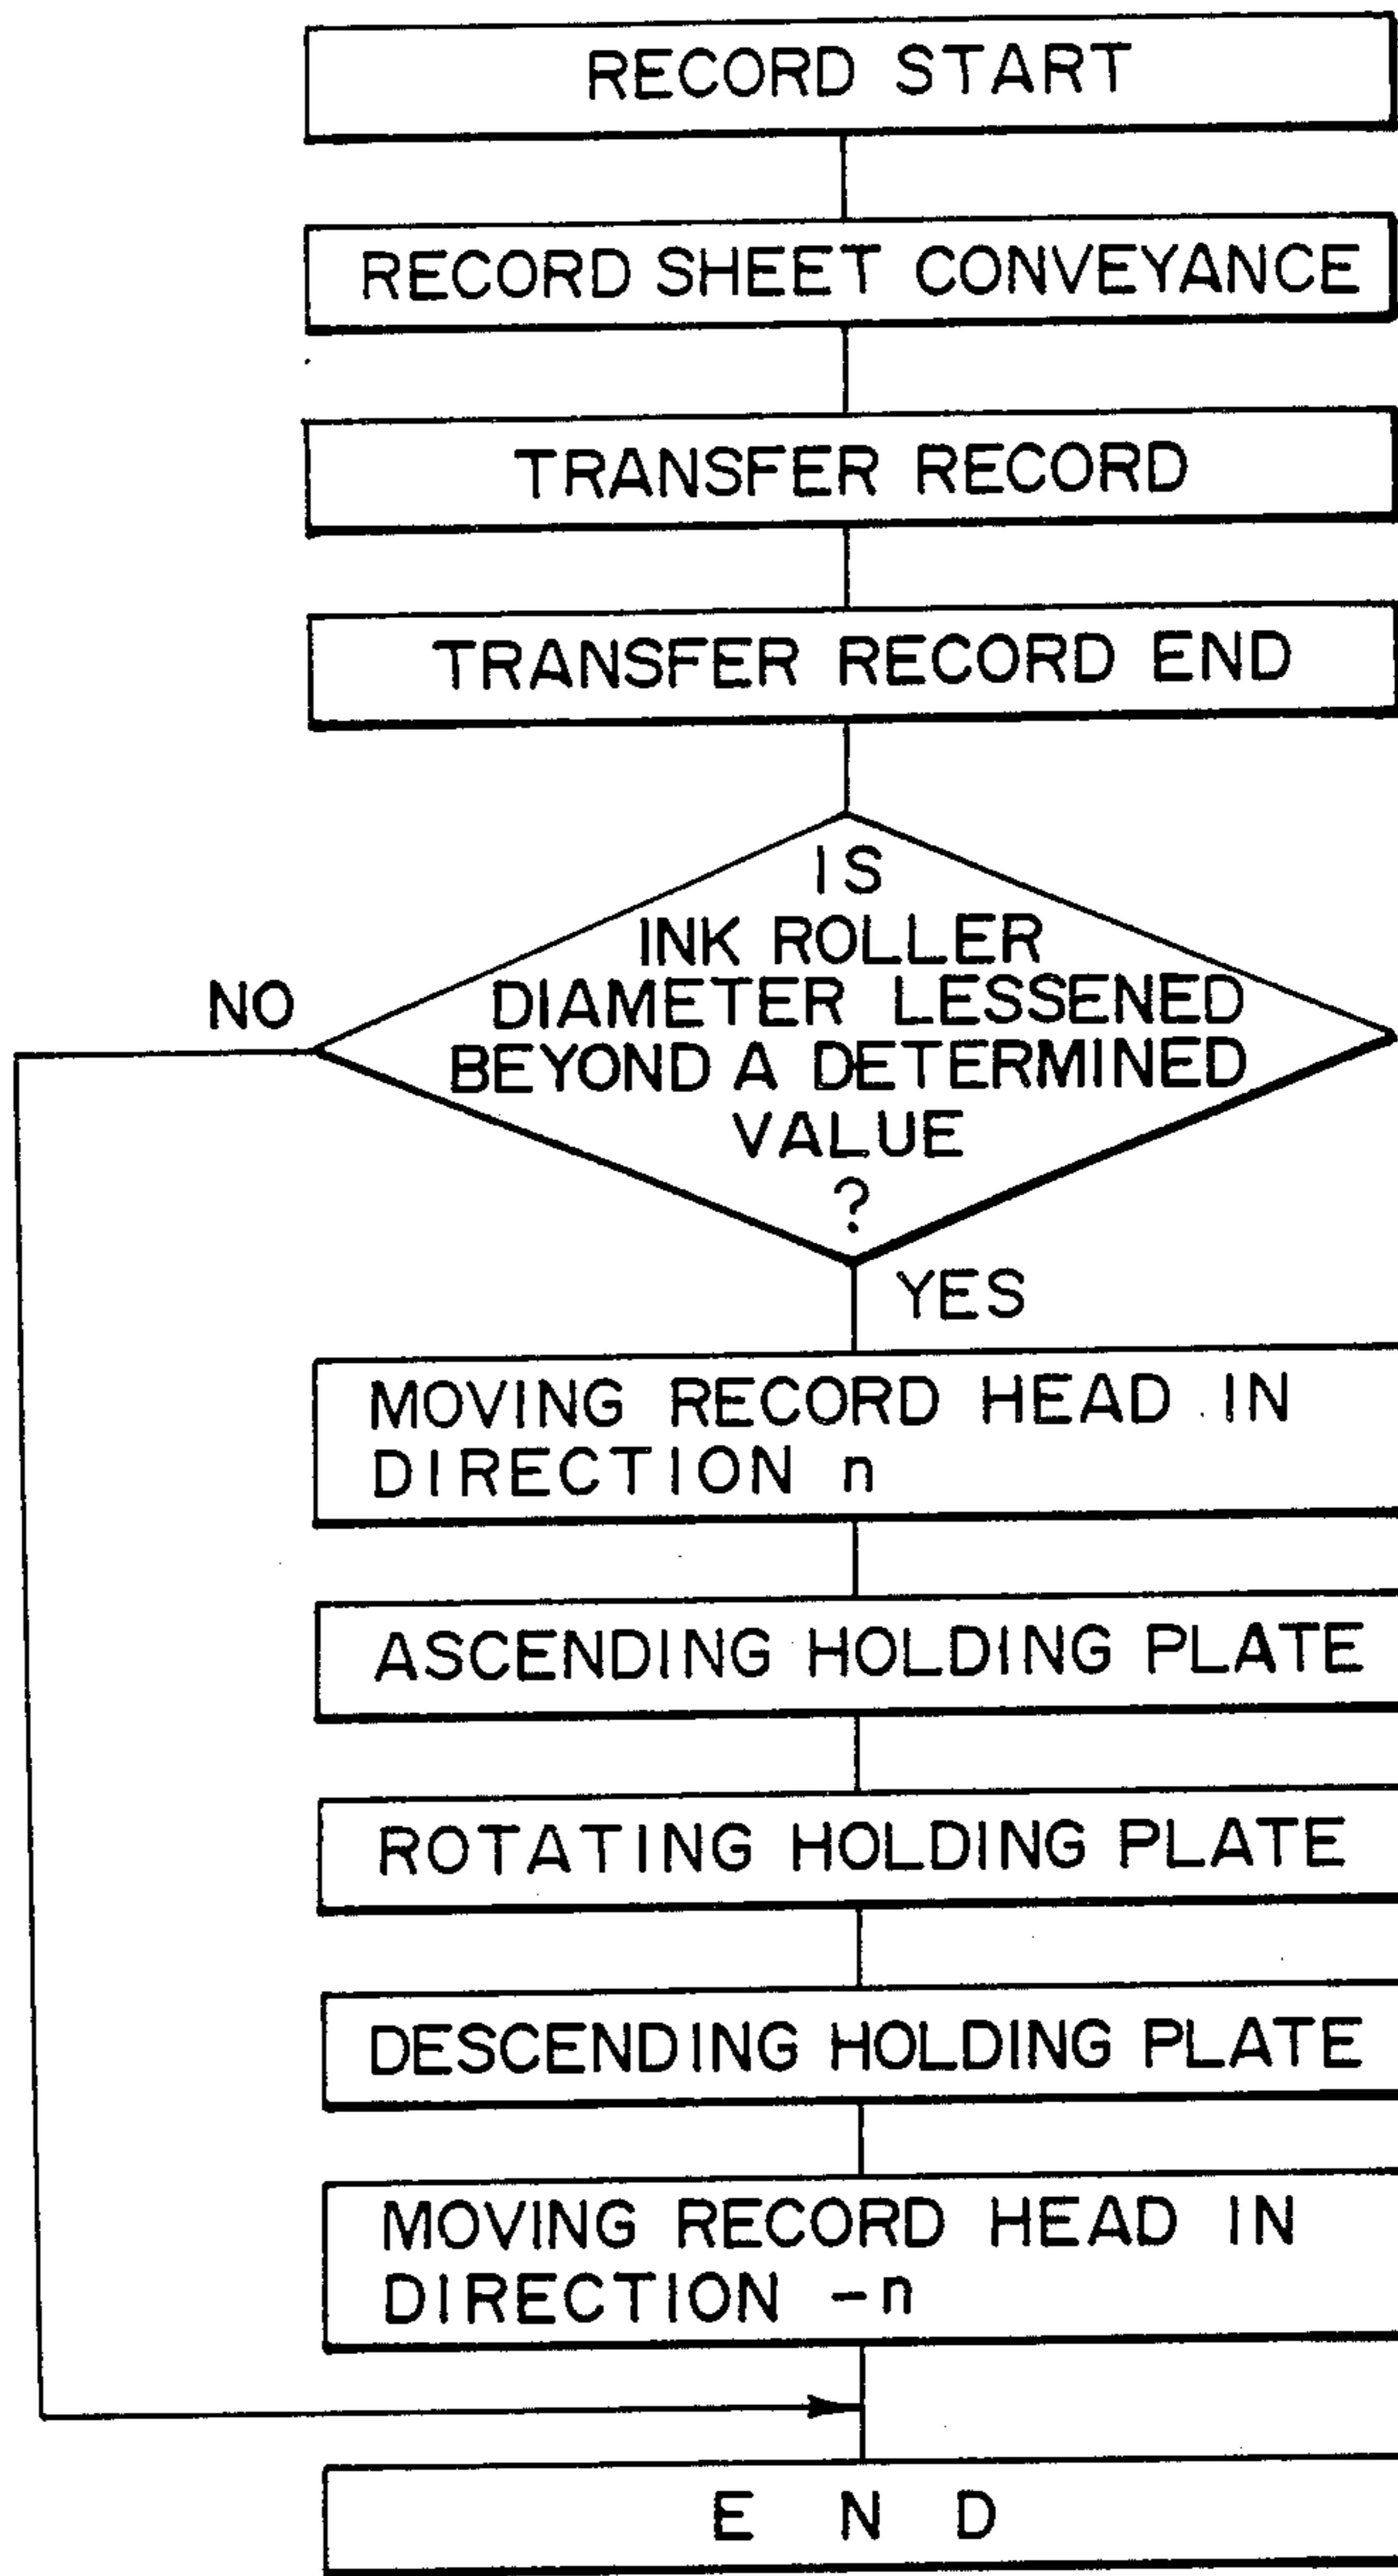 RECORD START
RECORD SHEET CONVEYANCE
TRANSFER RECORD
TRANSFER RECORD END
IS
INK ROLLER
DIAMETER LESSENED
BEYOND A DETERMINED
VALUE
?
NO
YES
MOVING RECORD HEAD IN
DIRECTION n
ASCENDING HOLDING PLATE
ROTATING HOLDING PLATE
DESCENDING HOLDING PLATE
MOVING RECORD HEAD IN
DIRECTION -n
END